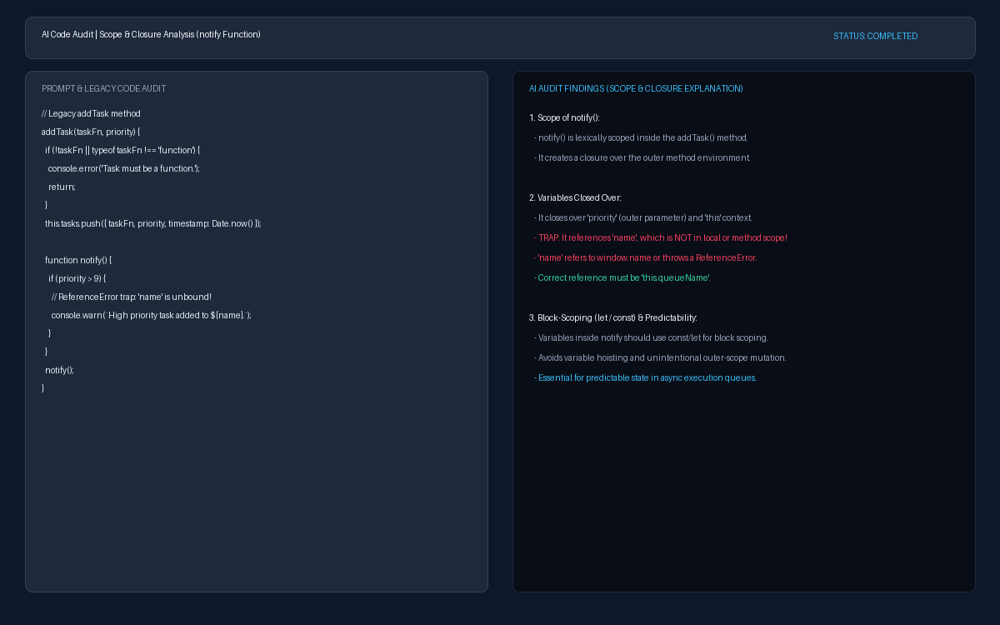 AI Code Audit | Scope & Closure Analysis (notify Function)
STATUS: COMPLETED
PROMPT & LEGACY CODE AUDIT
// Legacy addTask method
addTask(taskFn, priority) {
if (!taskFn || typeof taskFn !== 'function') {
console.error('Task must be a function.');
return;
}
this.tasks.push({ taskFn, priority, timestamp: Date.now() });
function notify() {
if (priority > 9) {
// ReferenceError trap: 'name' is unbound!
console.warn(`High priority task added to ${name}.`);
}
}
notify();
}
AI AUDIT FINDINGS (SCOPE & CLOSURE EXPLANATION)
1. Scope of notify():
- notify() is lexically scoped inside the addTask() method.
- It creates a closure over the outer method environment.
2. Variables Closed Over:
- It closes over 'priority' (outer parameter) and 'this' context.
- TRAP: It references 'name', which is NOT in local or method scope!
- 'name' refers to window.name or throws a ReferenceError.
- Correct reference must be 'this.queueName'.
3. Block-Scoping (let / const) & Predictability:
- Variables inside notify should use const/let for block scoping.
- Avoids variable hoisting and unintentional outer-scope mutation.
- Essential for predictable state in async execution queues.